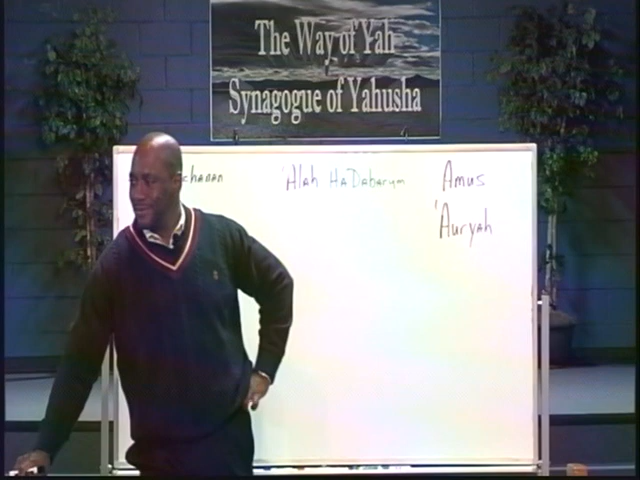 The Way of Yah
Synagogue of Yahusha
'Alah HaDabarym
Amus
'Auryah